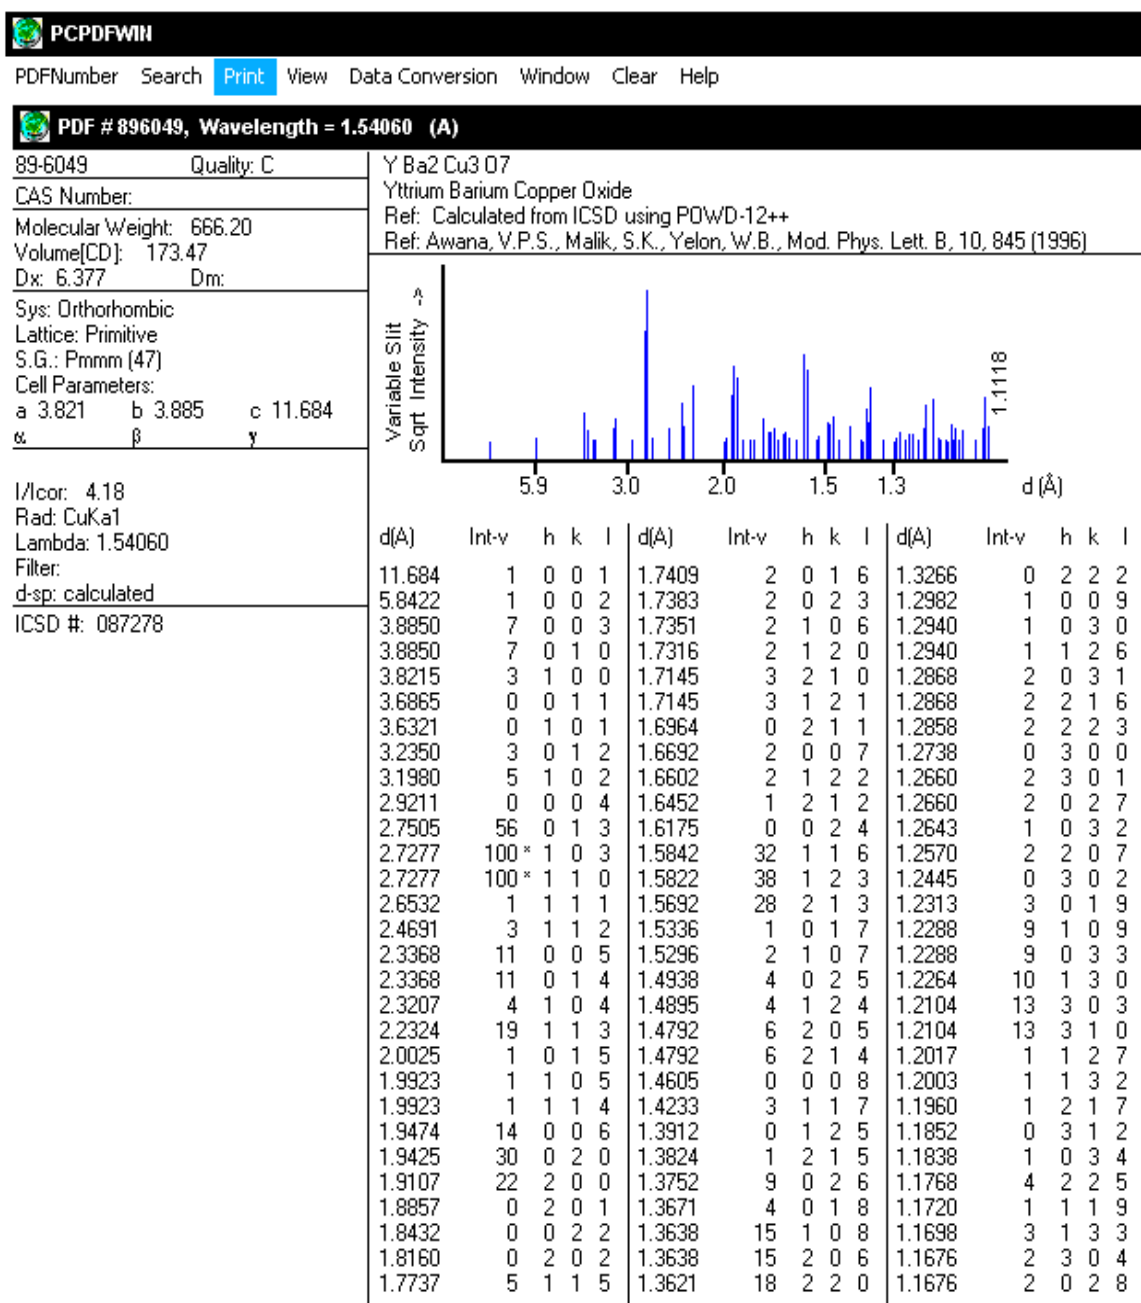 PCPDFWIN
PDFNumber Search Print View Data Conversion Window Clear Help
PDF # 896049, Wavelength = 1.54060 (A)
89-6049 Quality: C
CAS Number:
Molecular Weight: 666.20
Volume[CD]: 173.47
Dx: 6.377 Dm:
Sys: Orthorhombic
Lattice: Primitive
S.G.: Pmmm (47)
Cell Parameters:
a 3.821 b 3.885 c 11.684
α β γ
I/Icor: 4.18
Rad: CuKa1
Lambda: 1.54060
Filter:
d-sp: calculated
ICSD #: 087278
Y Ba2 Cu3 O7
Yttrium Barium Copper Oxide
Ref: Calculated from ICSD using POWD-12++
Ref: Awana, V.P.S., Malik, S.K., Yelon, W.B., Mod. Phys. Lett. B, 10, 845 (1996)
Variable Slit
Sqrt Intensity ->
1.1118
5.9 3.0 2.0 1.5 1.3 d (Å)
d(A) Int-v h k l d(A) Int-v h k l d(A) Int-v h k l
11.684 1 0 0 1 1.7409 2 0 1 6 1.3266 0 2 2 2
5.8422 1 0 0 2 1.7383 2 0 2 3 1.2982 1 0 0 9
3.8850 7 0 0 3 1.7351 2 1 0 6 1.2940 1 0 3 0
3.8850 7 0 1 0 1.7316 2 1 2 0 1.2940 1 1 2 6
3.8215 3 1 0 0 1.7145 3 2 1 0 1.2868 2 0 3 1
3.6865 0 0 1 1 1.7145 3 1 2 1 1.2868 2 2 1 6
3.6321 0 1 0 1 1.6964 0 2 1 1 1.2858 2 2 2 3
3.2350 3 0 1 2 1.6692 2 0 0 7 1.2738 0 3 0 0
3.1980 5 1 0 2 1.6602 2 1 2 2 1.2660 2 3 0 1
2.9211 0 0 0 4 1.6452 1 2 1 2 1.2660 2 0 2 7
2.7505 56 0 1 3 1.6175 0 0 2 4 1.2643 1 0 3 2
2.7277 100 * 1 0 3 1.5842 32 1 1 6 1.2570 2 2 0 7
2.7277 100 * 1 1 0 1.5822 38 1 2 3 1.2445 0 3 0 2
2.6532 1 1 1 1 1.5692 28 2 1 3 1.2313 3 0 1 9
2.4691 3 1 1 2 1.5336 1 0 1 7 1.2288 9 1 0 9
2.3368 11 0 0 5 1.5296 2 1 0 7 1.2288 9 0 3 3
2.3368 11 0 1 4 1.4938 4 0 2 5 1.2264 10 1 3 0
2.3207 4 1 0 4 1.4895 4 1 2 4 1.2104 13 3 0 3
2.2324 19 1 1 3 1.4792 6 2 0 5 1.2104 13 3 1 0
2.0025 1 0 1 5 1.4792 6 2 1 4 1.2017 1 1 2 7
1.9923 1 1 0 5 1.4605 0 0 0 8 1.2003 1 1 3 2
1.9923 1 1 1 4 1.4233 3 1 1 7 1.1960 1 2 1 7
1.9474 14 0 0 6 1.3912 0 1 2 5 1.1852 0 3 1 2
1.9425 30 0 2 0 1.3824 1 2 1 5 1.1838 1 0 3 4
1.9107 22 2 0 0 1.3752 9 0 2 6 1.1768 4 2 2 5
1.8857 0 2 0 1 1.3671 4 0 1 8 1.1720 1 1 1 9
1.8432 0 0 2 2 1.3638 15 1 0 8 1.1698 3 1 3 3
1.8160 0 2 0 2 1.3638 15 2 0 6 1.1676 2 3 0 4
1.7737 5 1 1 5 1.3621 18 2 2 0 1.1676 2 0 2 8